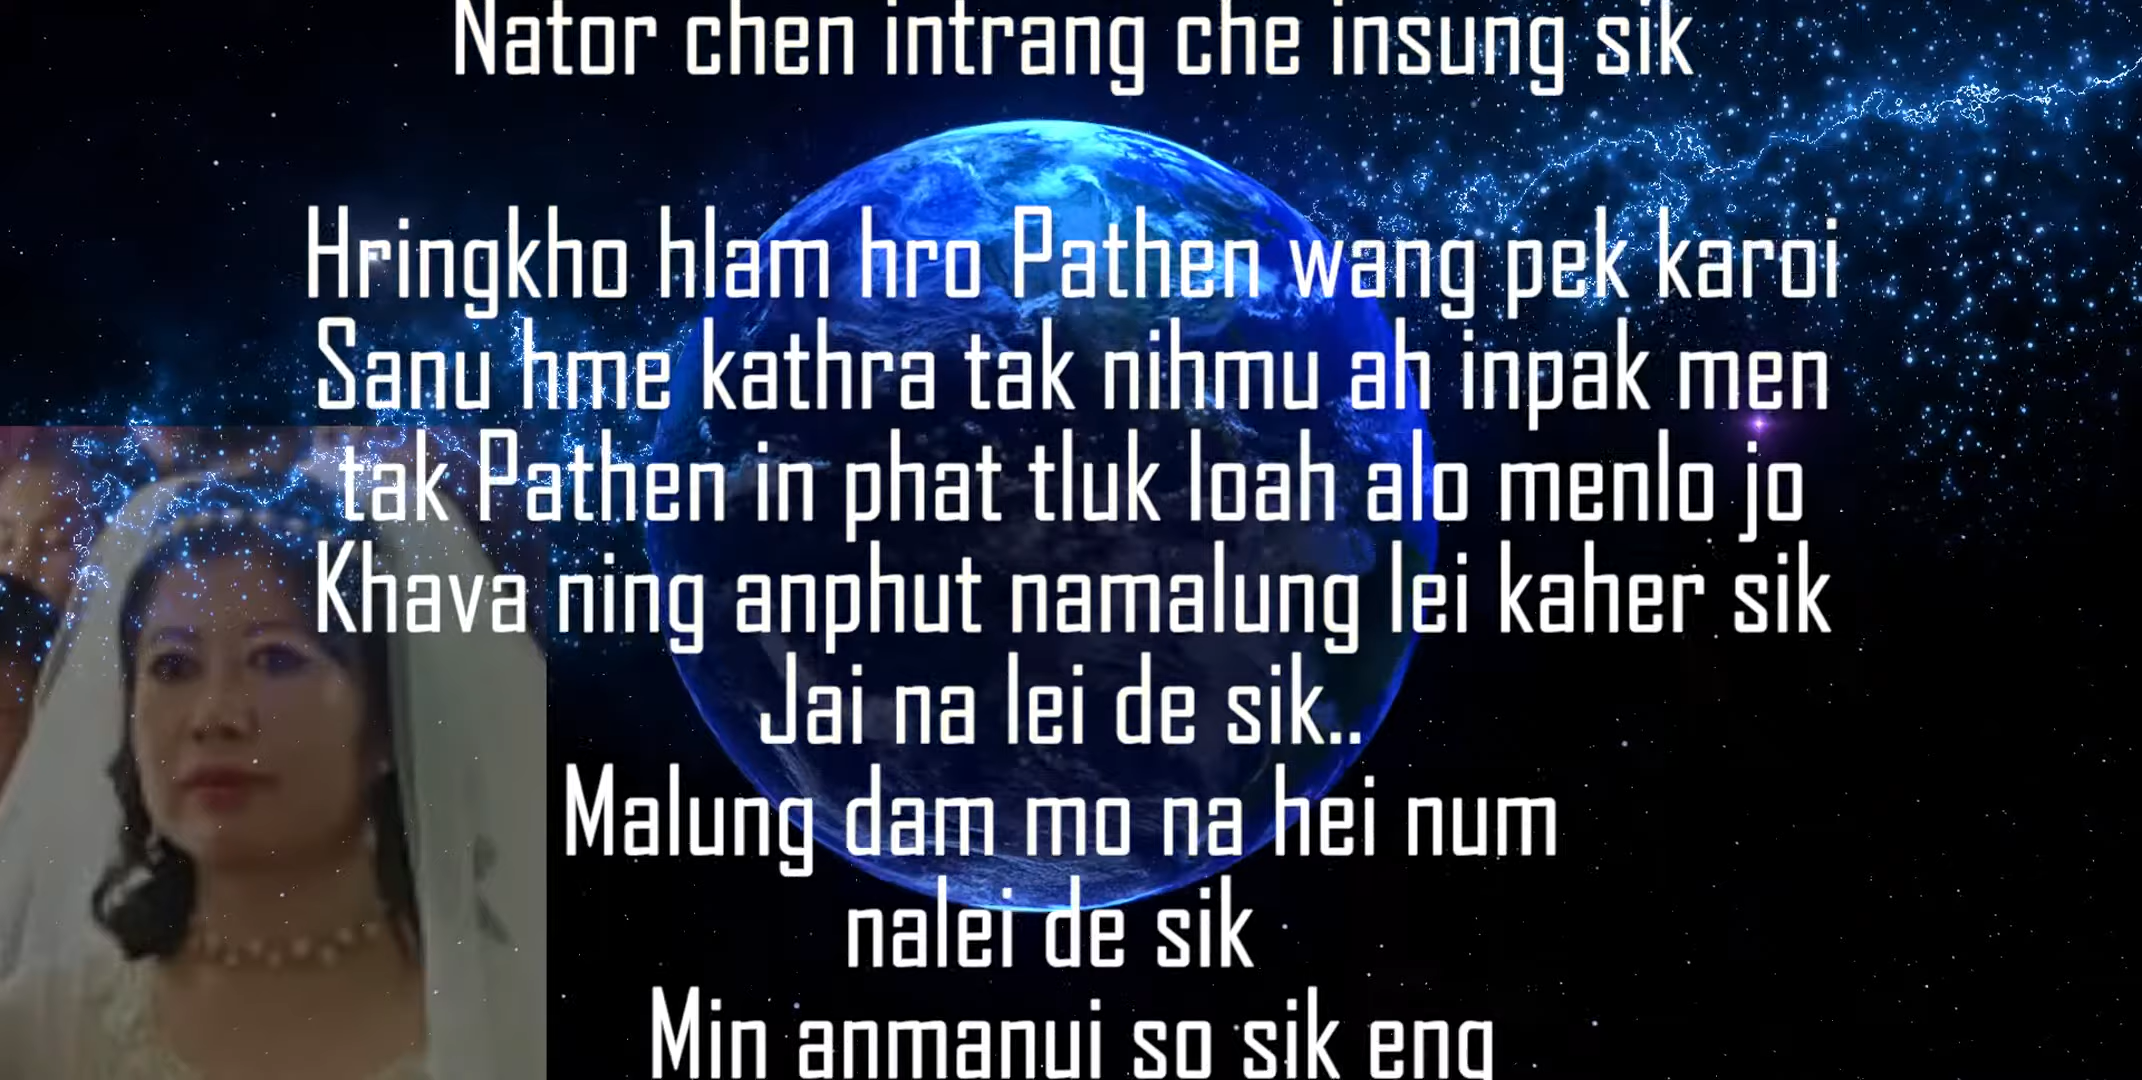 Nator chen intrang che insung sik
Hringkho hlam hro Pathen wang pek karoi
Sanu hme kathra tak nihmu ah inpak men
tak Pathen in phat tluk loah alo menlo jo
Khava ning anphut namalung lei kaher sik
Jai na lei de sik..
Malung dam mo na hei num
nalei de sik
Min anmanui so sik eng